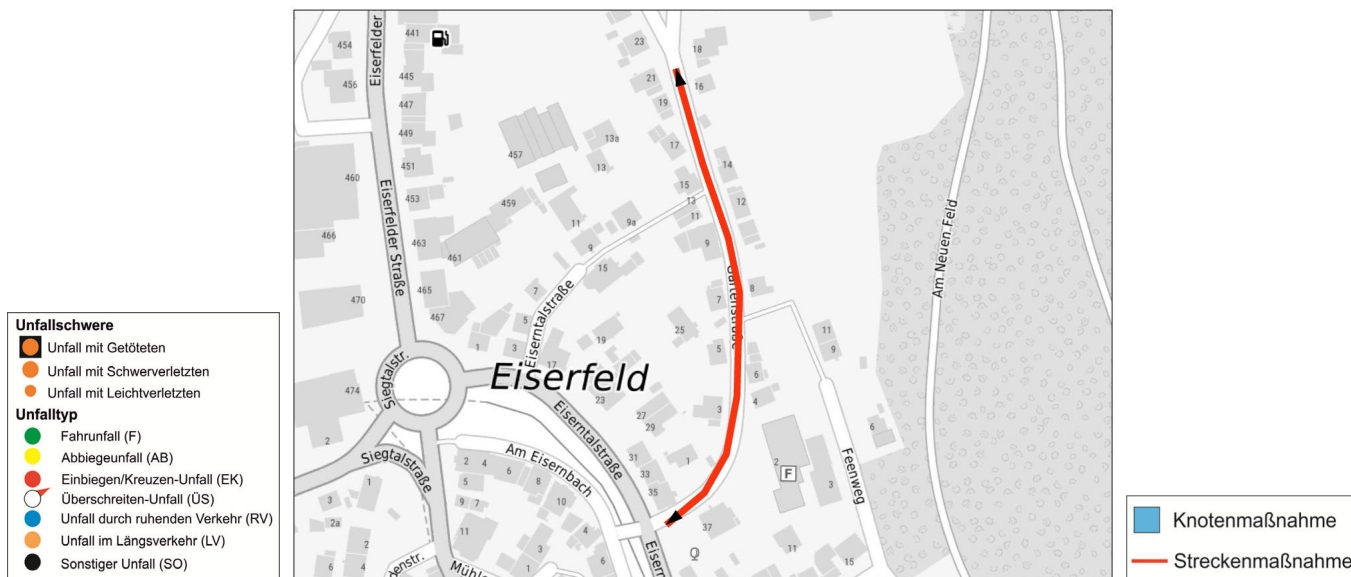 Unfallschwere
Unfall mit Getöteten
Unfall mit Schwerverletzten
Unfall mit Leichtverletzten
Unfalltyp
Fahrunfall (F)
Abbiegeunfall (AB)
Einbiegen/Kreuzen-Unfall (EK)
Überschreiten-Unfall (ÜS)
Unfall durch ruhenden Verkehr (RV)
Unfall im Längsverkehr (LV)
Sonstiger Unfall (SO)
454
456
441
445
447
449
451
453
460
466
470
463
461
465
467
457
459
474
2
Eiserfelder
Eiserfelder Straße
13a
13
11
9a
9
15
7
5
3
1
17
19
25
23
27
29
31
33
35
Siegtalstr.
Siegtalstraße
Eiserntalstraße
Eiserfeld
Eiserntalstraße
Eisern
Am Eisernbach
2
4
6
8
10
5
9
7
11
4
6
3
1
1
3
2a
2
4
denstr.
Mühle
23
18
21
16
19
17
14
15
13
12
11
9
8
7
5
6
4
3
1
37
Gartenstraße
11
9
2
F
3
6
11
15
Feenweg
Am Neuen Feld
Knotenmaßnahme
Streckenmaßnahme